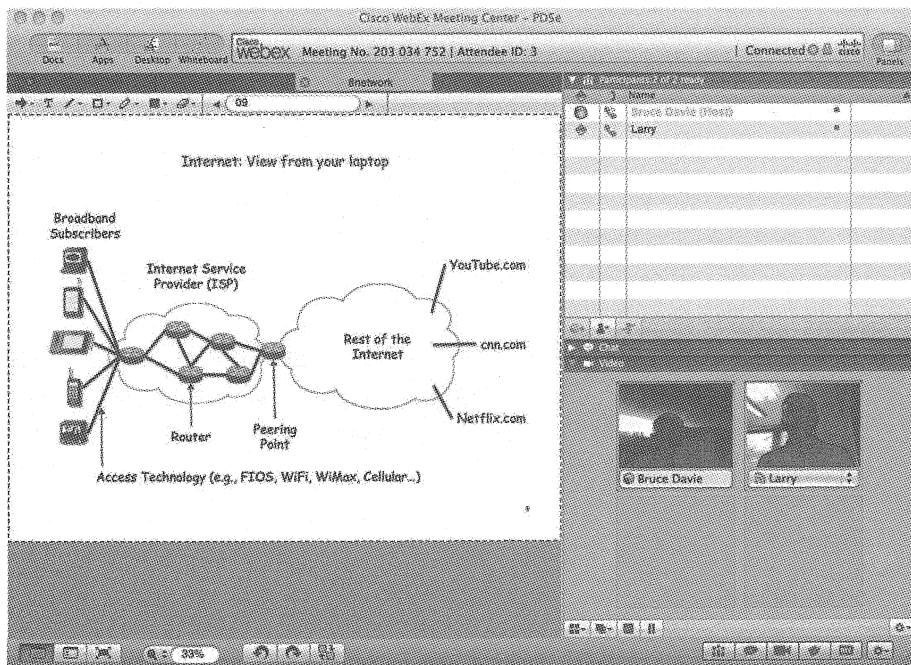 Cisco WebEx Meeting Center - PDSe
Docs
Apps
Desktop
Whiteboard
Cisco
webex
Meeting No. 203 034 752 | Attendee ID: 3
| Connected
cisco
Panels
Bnetwork
T
09
Internet: View from your laptop
Broadband
Subscribers
Internet Service
Provider (ISP)
YouTube.com
Rest of the
Internet
cnn.com
Netflix.com
Router
Peering
Point
Access Technology (e.g., FIOS, WiFi, WiMax, Cellular...)
Name
Bruce Davie (Host)
Larry
Chat
Video
Bruce Davie
Larry
33%